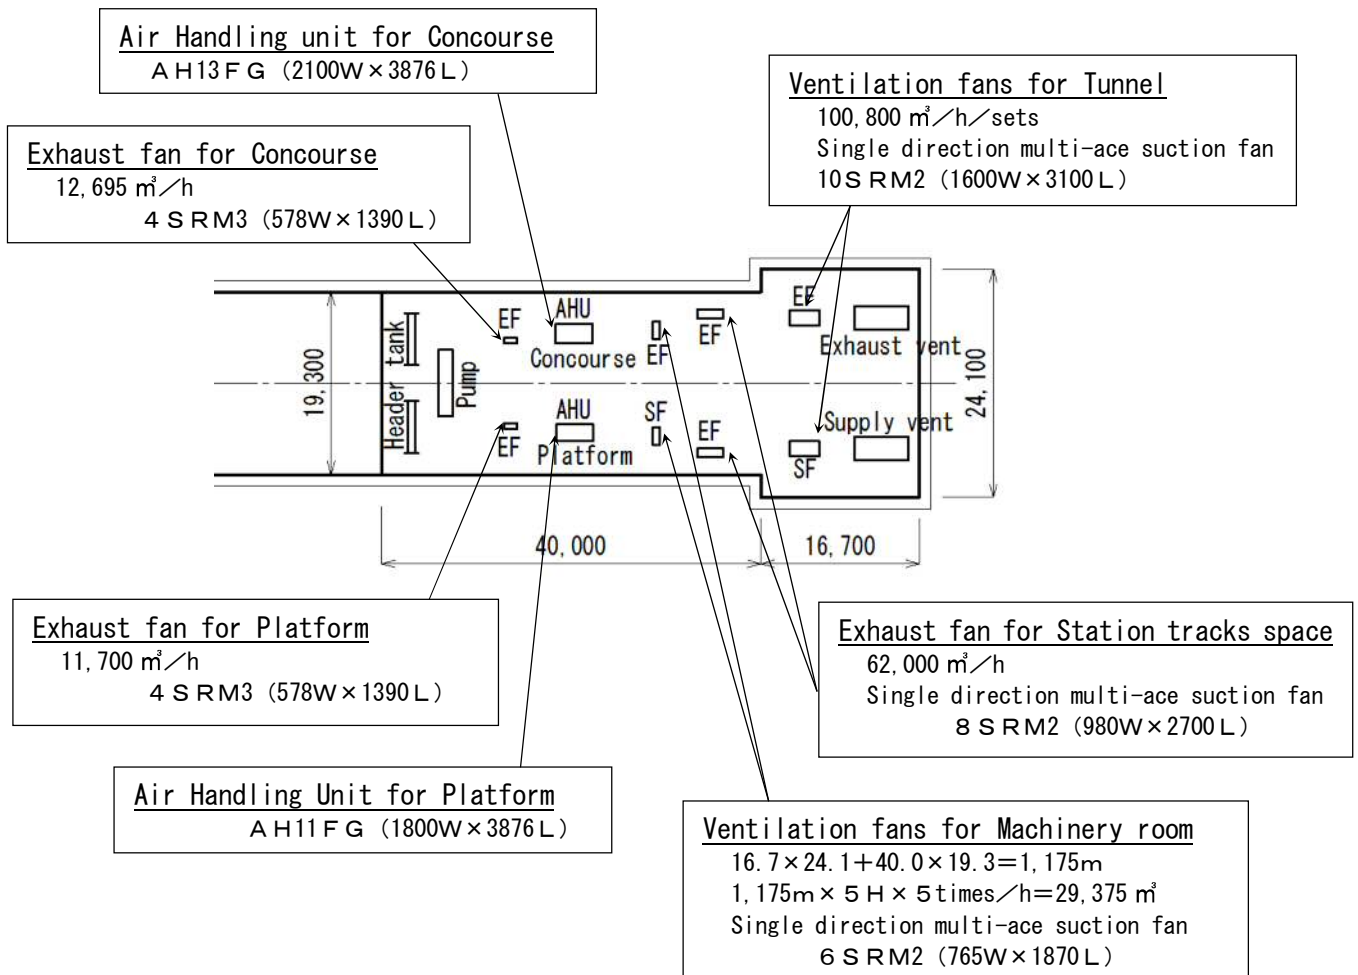 Air Handling unit for Concourse
AH13FG (2100W×3876L)
Ventilation fans for Tunnel
100,800 ㎥/h/sets
Single direction multi-ace suction fan
10SRM2 (1600W×3100L)
Exhaust fan for Concourse
12,695 ㎥/h
4SRM3 (578W×1390L)
EF
AHU
Concourse
EF
EF
EF
Exhaust vent
Header tank
Pump
19,300
24,100
EF
AHU
Platform
SF
EF
Supply vent
SF
40,000
16,700
Exhaust fan for Platform
11,700 ㎥/h
4SRM3 (578W×1390L)
Exhaust fan for Station tracks space
62,000 ㎥/h
Single direction multi-ace suction fan
8SRM2 (980W×2700L)
Air Handling Unit for Platform
AH11FG (1800W×3876L)
Ventilation fans for Machinery room
16.7×24.1+40.0×19.3=1,175m
1,175m×5H×5times/h=29,375 ㎥
Single direction multi-ace suction fan
6SRM2 (765W×1870L)